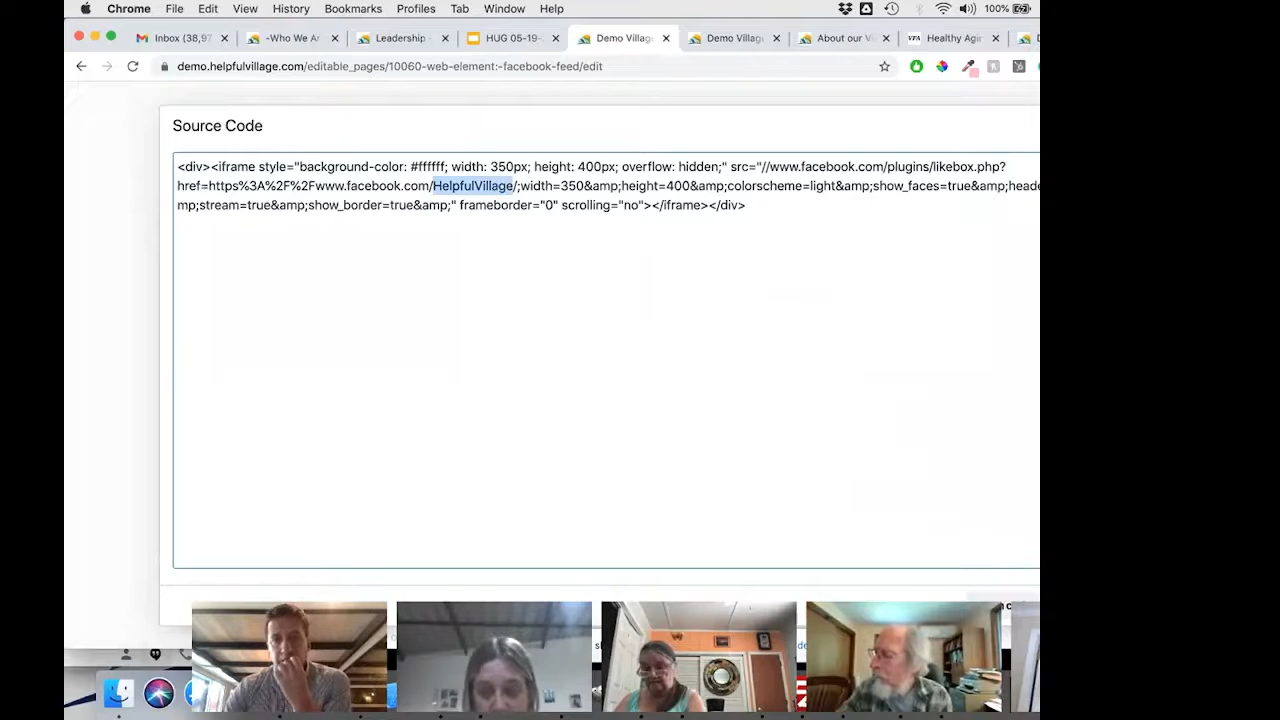 Chrome File Edit View History Bookmarks Profiles Tab Window Help 100%
Inbox (38,97 -Who We Ar Leadership - HUG 05-19- Demo Villag Demo Villag About our Vi VTA Healthy Agin
demo.helpfulvillage.com/editable_pages/10060-web-element:-facebook-feed/edit
Source Code
<div><iframe style="background-color: #ffffff; width: 350px; height: 400px; overflow: hidden;" src="//www.facebook.com/plugins/likebox.php?
href=https%3A%2F%2Fwww.facebook.com/HelpfulVillage/;width=350&amp;height=400&amp;colorscheme=light&amp;show_faces=true&amp;heade
mp;stream=true&amp;show_border=true&amp;" frameborder="0" scrolling="no"></iframe></div>